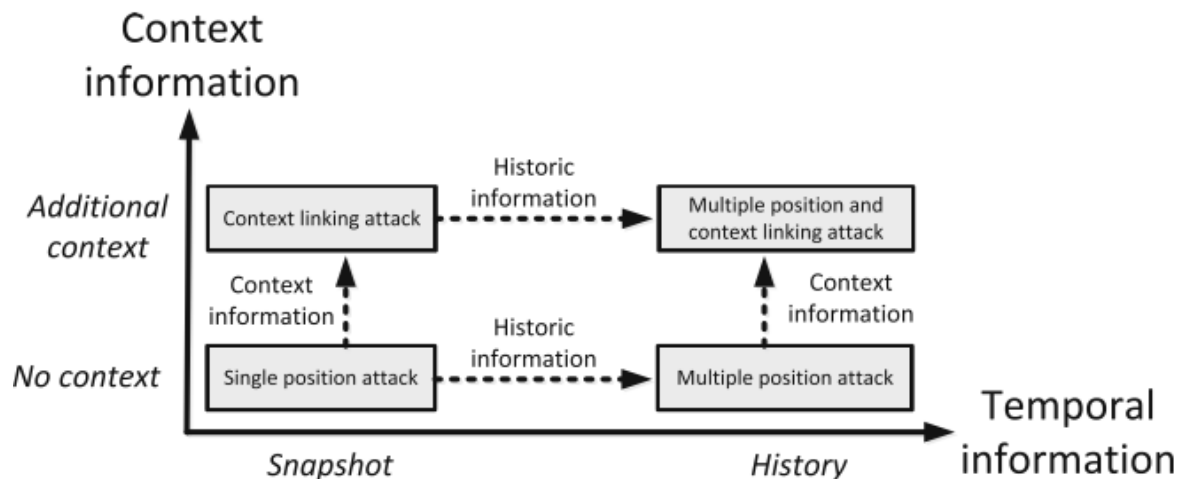 Context
information
Additional
context
Context linking attack
Historic
information
Multiple position and
context linking attack
Context
information
Context
information
No context
Single position attack
Historic
information
Multiple position attack
Temporal
information
Snapshot
History